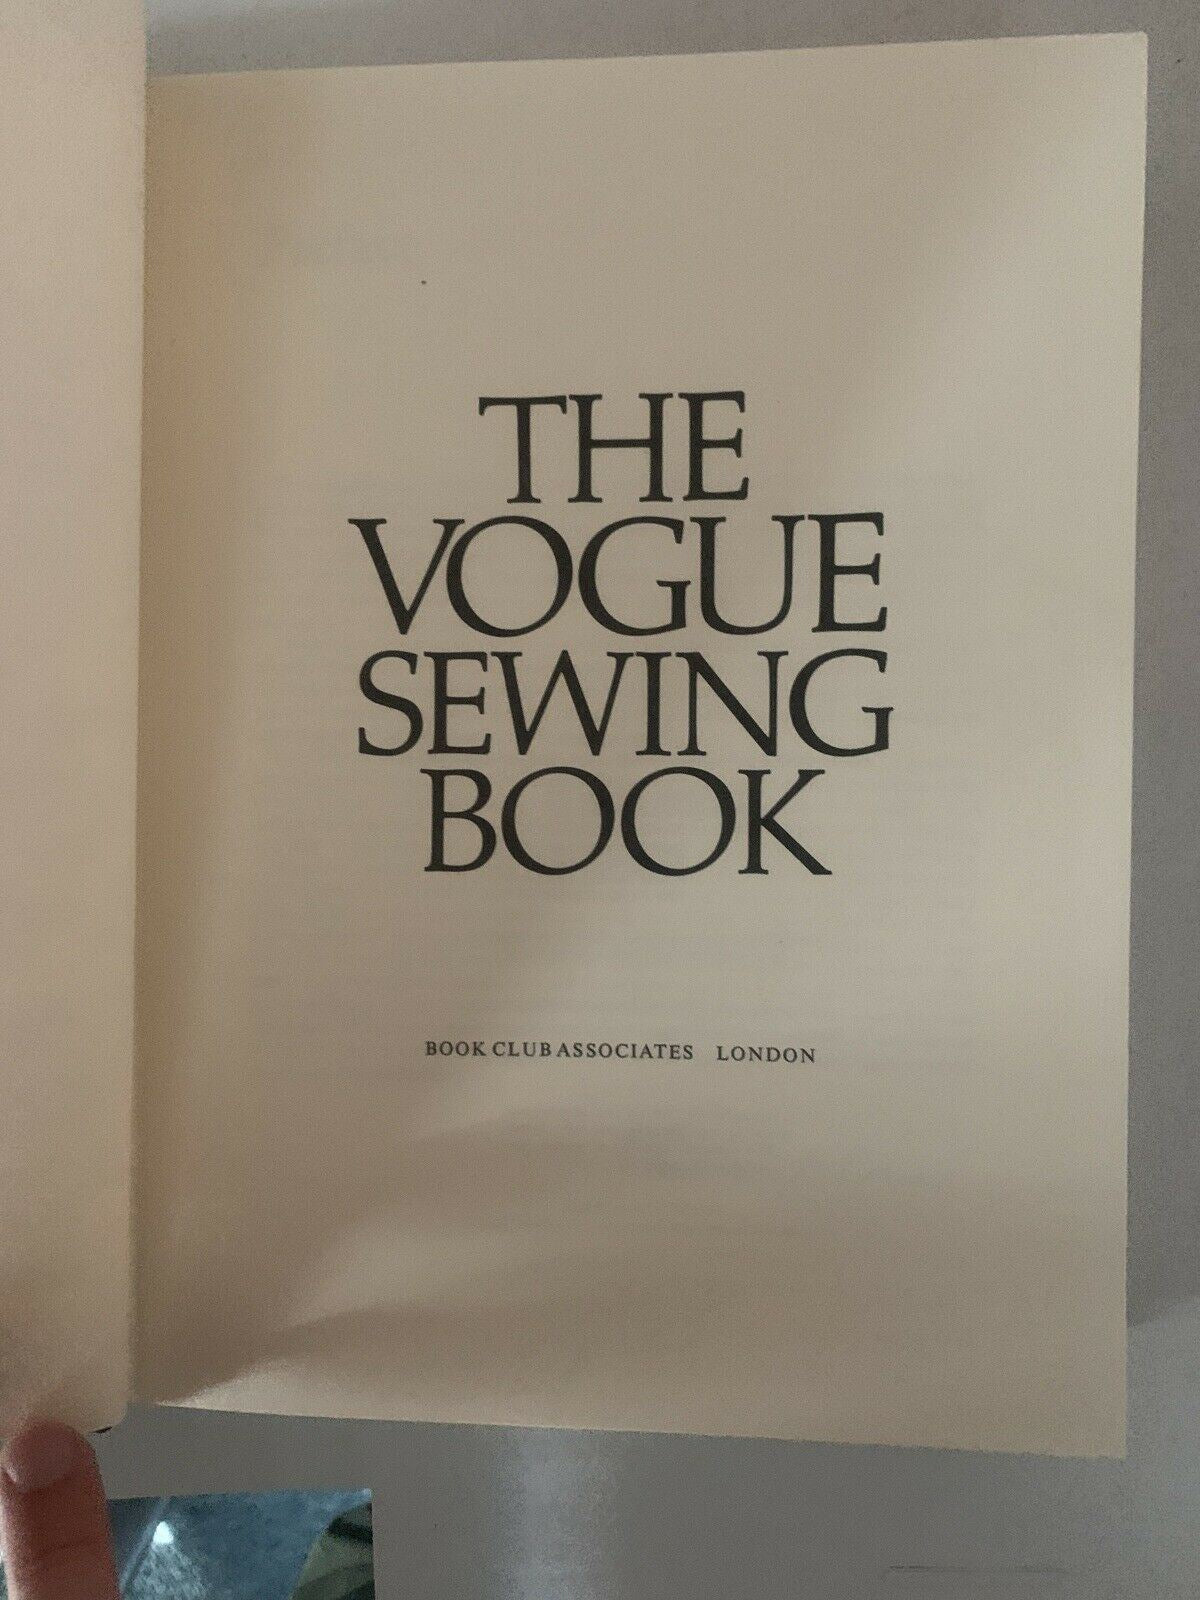 THE
VOGUE
SEWING
BOOK
BOOK CLUB ASSOCIATES LONDON